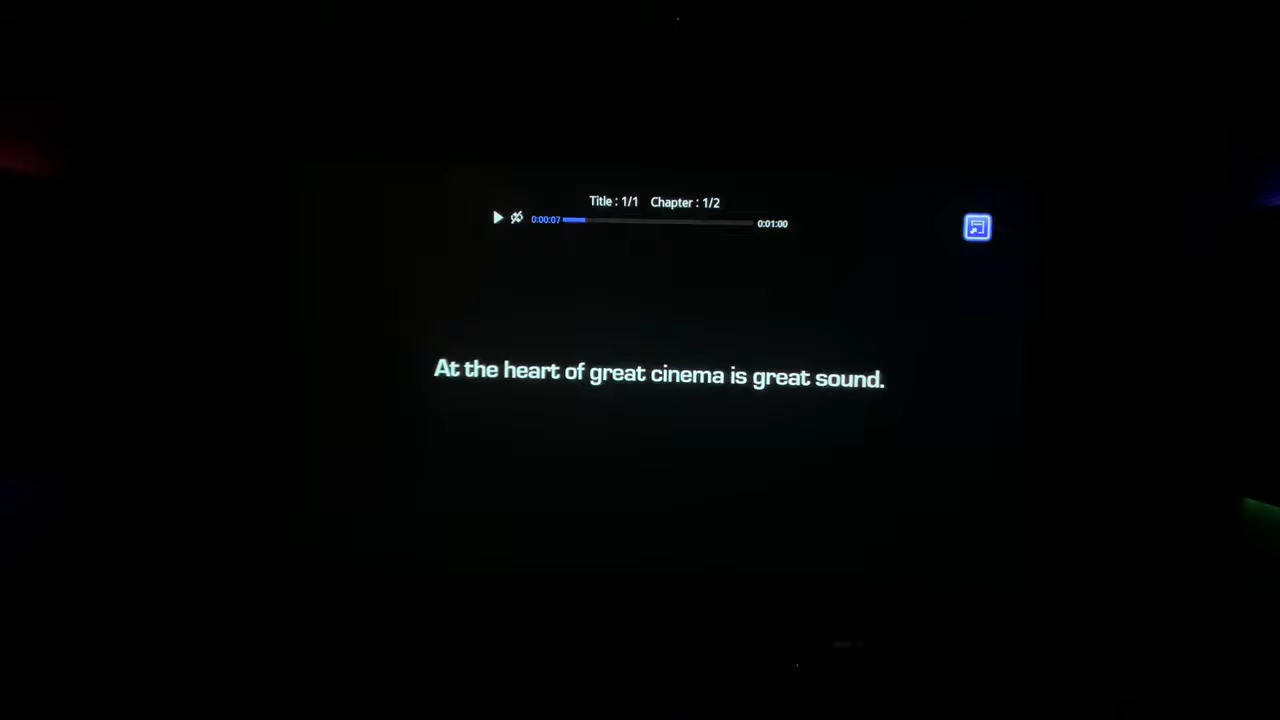 Title : 1/1 Chapter : 1/2
0:00:07 0:01:00
At the heart of great cinema is great sound.